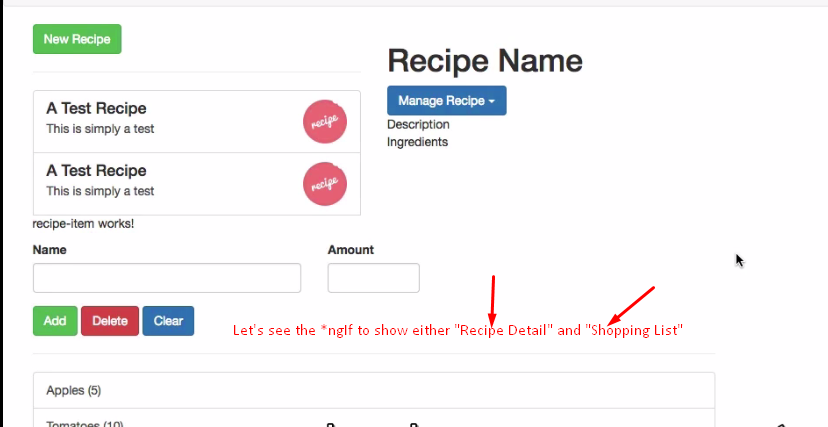 New Recipe
Recipe Name
Manage Recipe
Description
Ingredients
A Test Recipe
This is simply a test
recipe
A Test Recipe
This is simply a test
recipe
recipe-item works!
Name Amount
Add Delete Clear
Let's see the *ngIf to show either "Recipe Detail" and "Shopping List"
Apples (5)
Tomatoes (10)